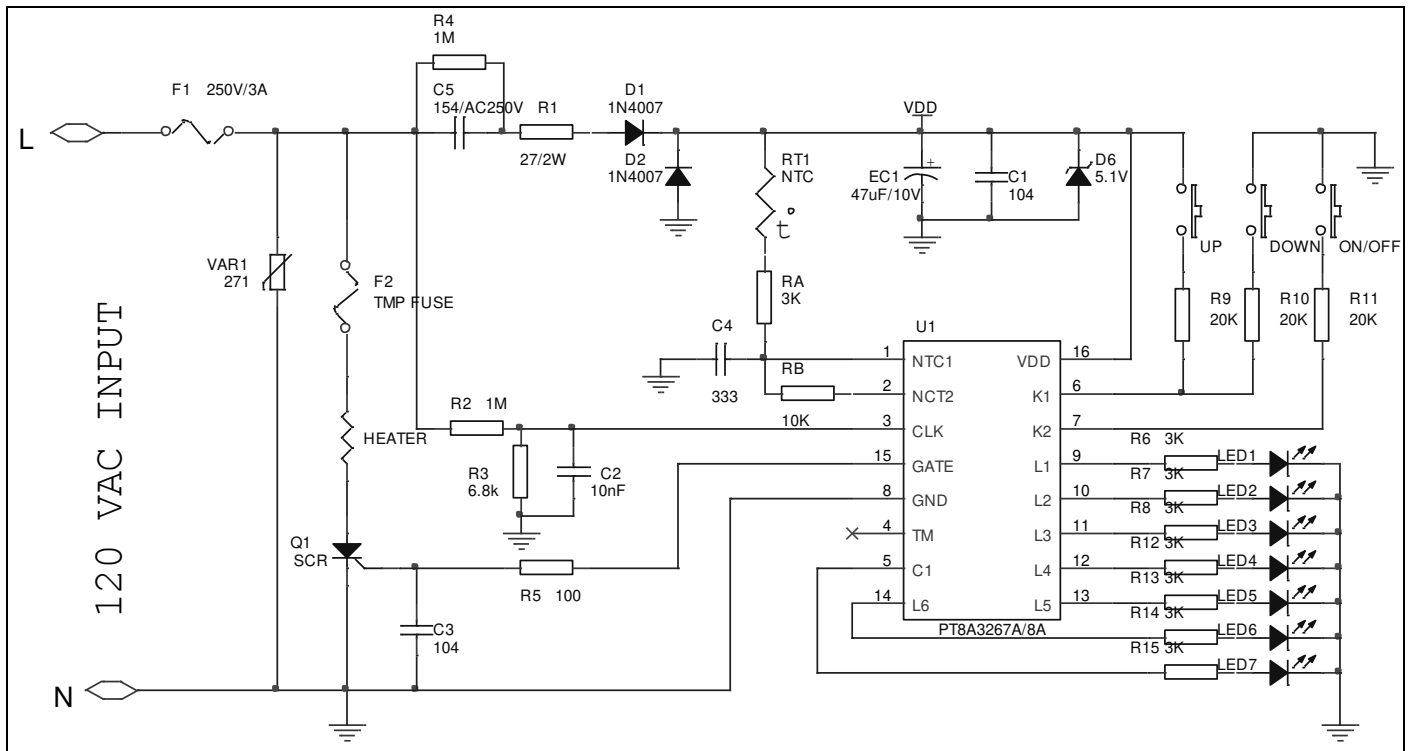 R4
1M
F1 250V/3A
C5
154/AC250V
R1
D1
1N4007
VDD
L
27/2W
D2
1N4007
RT1
NTC
t°
EC1
47uF/10V
+
C1
104
D6
5.1V
UP
DOWN
ON/OFF
VAR1
271
F2
TMP FUSE
RA
3K
R9
20K
R10
20K
R11
20K
120 VAC INPUT
C4
333
U1
1 NTC1 VDD 16
RB
10K
2 NCT2 K1 6
R2 1M
HEATER
3 CLK K2 7
R6 3K
R3
6.8k
C2
10nF
15 GATE L1 9
LED1
R7 3K
8 GND L2 10
LED2
R8 3K
4 TM L3 11
LED3
R12 3K
Q1
SCR
5 C1 L4 12
LED4
R13 3K
R5 100
14 L6 L5 13
LED5
R14 3K
C3
104
PT8A3267A/8A
LED6
R15 3K
LED7
N